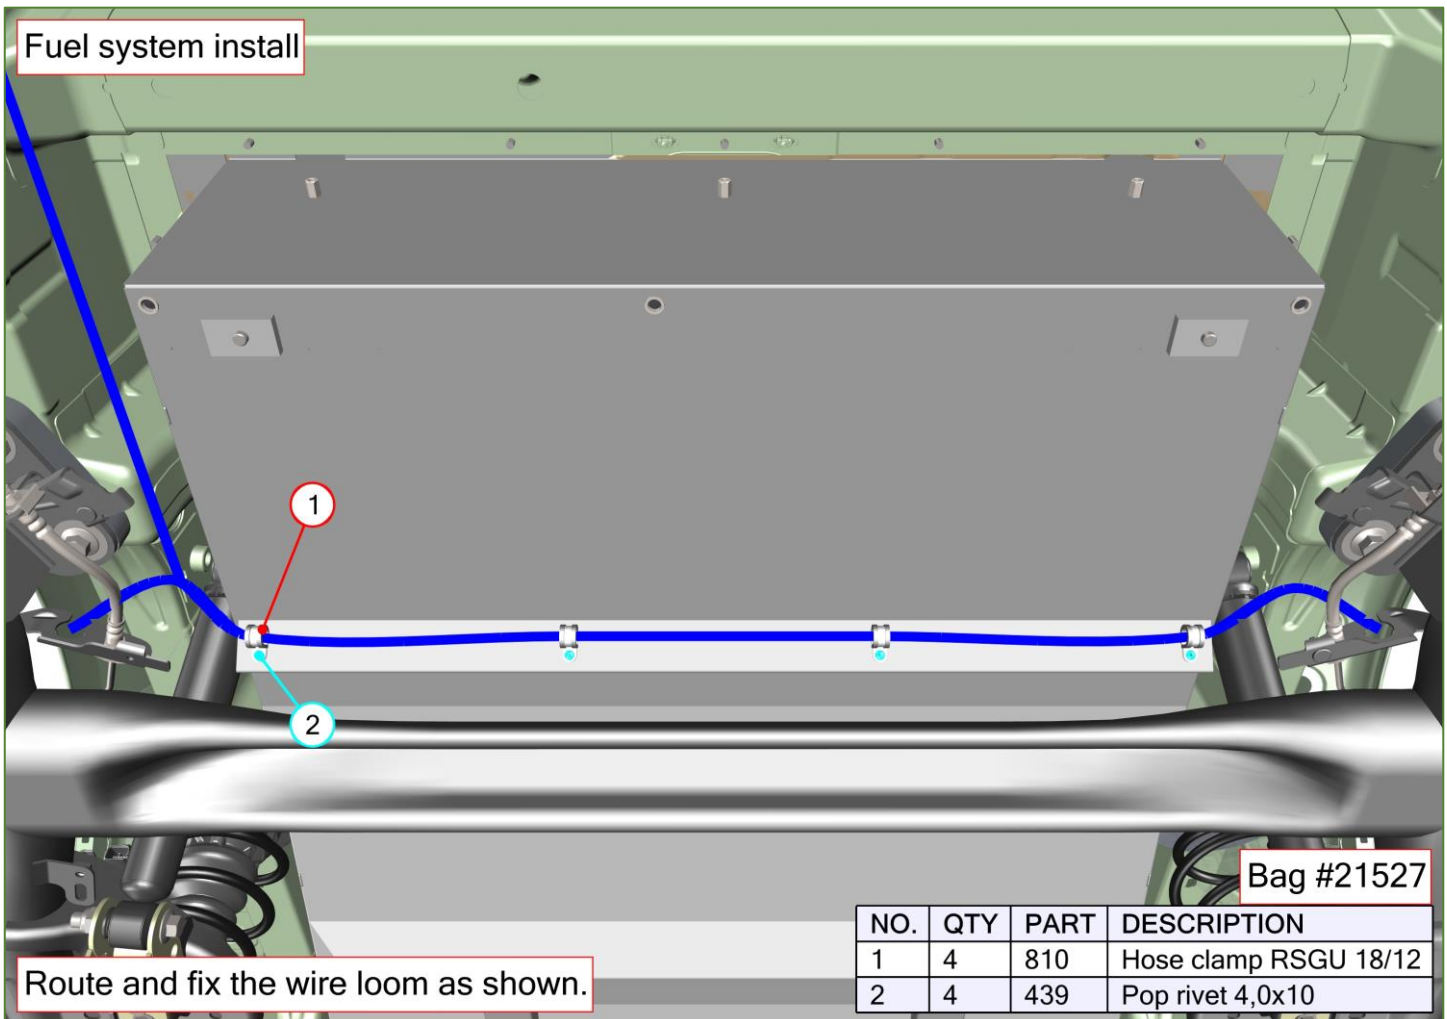 Fuel system install
1
2
Bag #21527
NO. QTY PART DESCRIPTION
1 4 810 Hose clamp RSGU 18/12
2 4 439 Pop rivet 4,0x10
Route and fix the wire loom as shown.